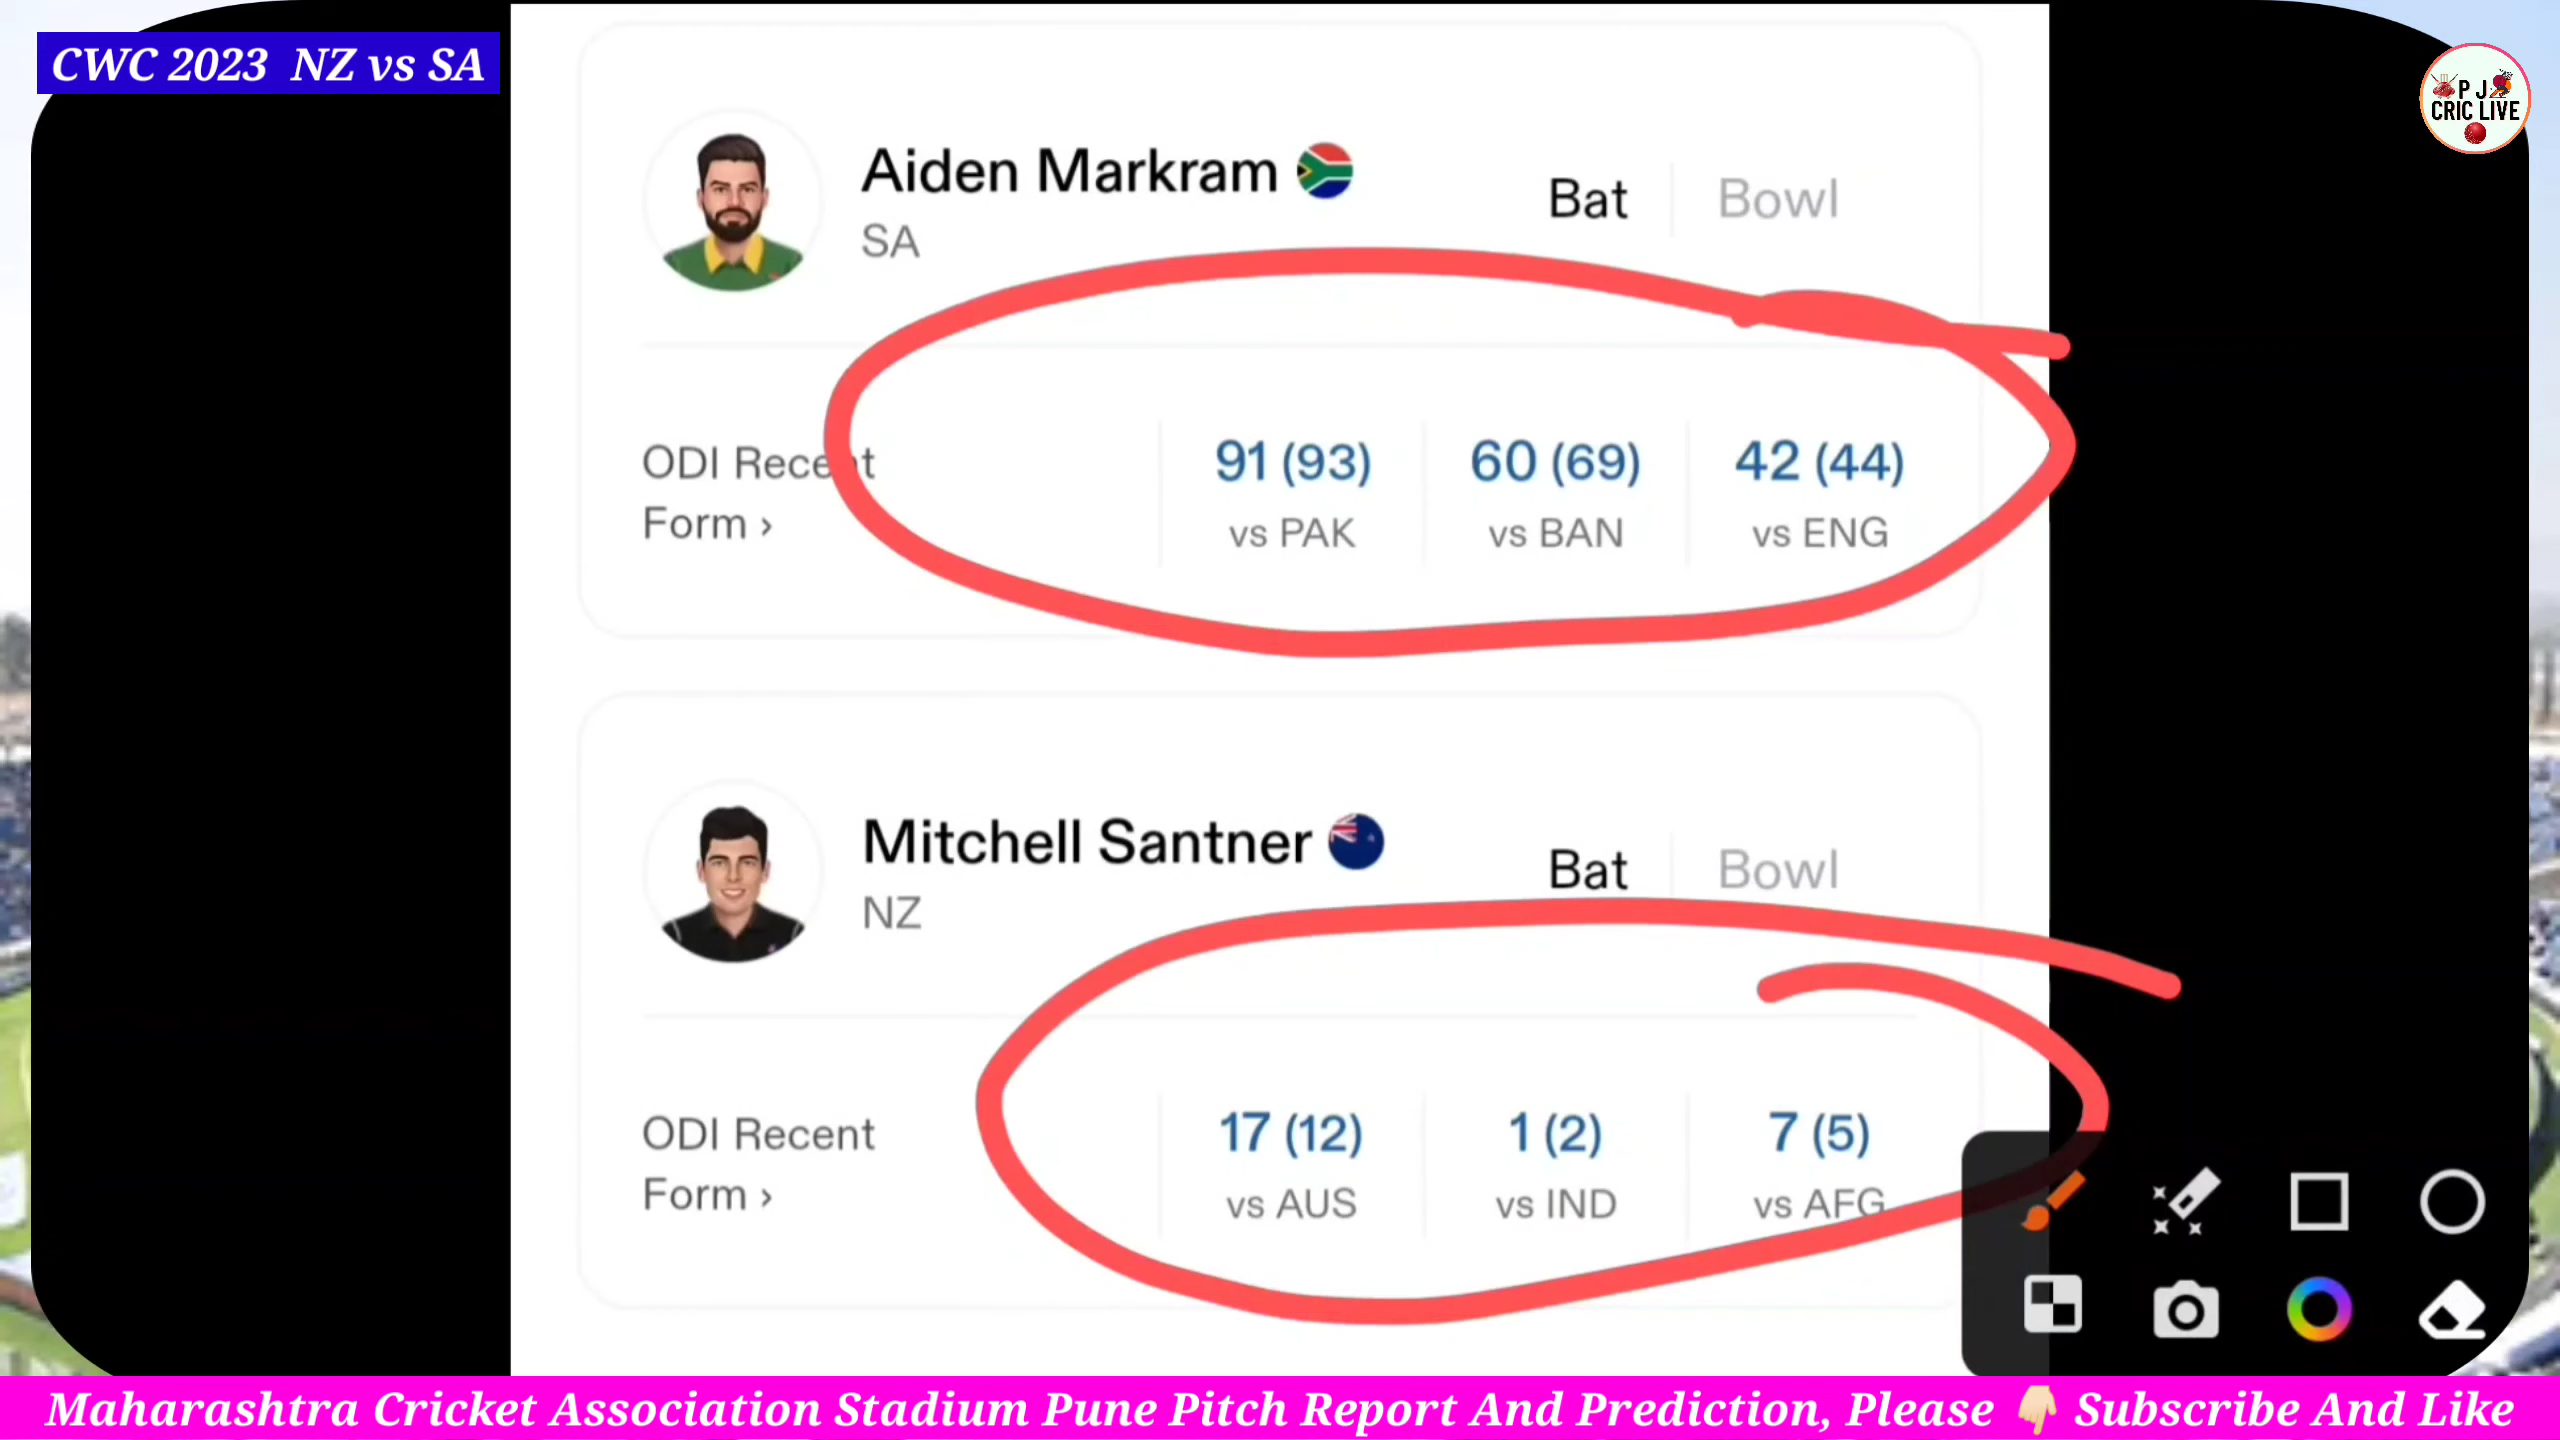 CWC 2023 NZ vs SA
P J
CRIC LIVE
Aiden Markram
SA
Bat Bowl
ODI Recent
Form ›
91 (93) 60 (69) 42 (44)
vs PAK vs BAN vs ENG
Mitchell Santner
NZ
Bat Bowl
ODI Recent
Form ›
17 (12) 1 (2) 7 (5)
vs AUS vs IND vs AFG
Maharashtra Cricket Association Stadium Pune Pitch Report And Prediction, Please 👇 Subscribe And Like